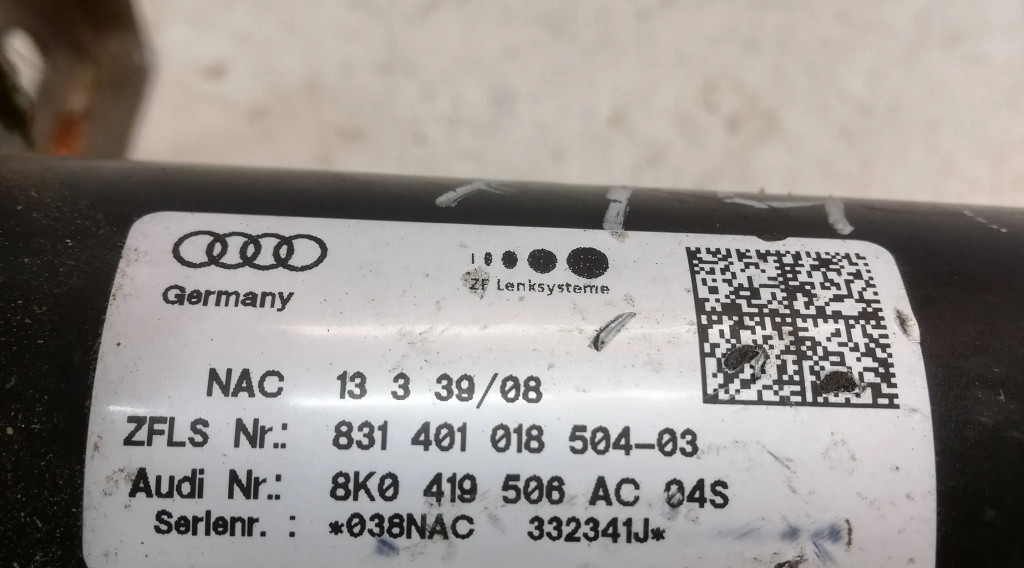 Germany
ZF Lenksysteme
NAC 13 3 39/08
ZFLS Nr.: 831 401 018 504-03
Audi Nr.: 8K0 419 506 AC 04S
Serienr. : *038NAC 332341J*